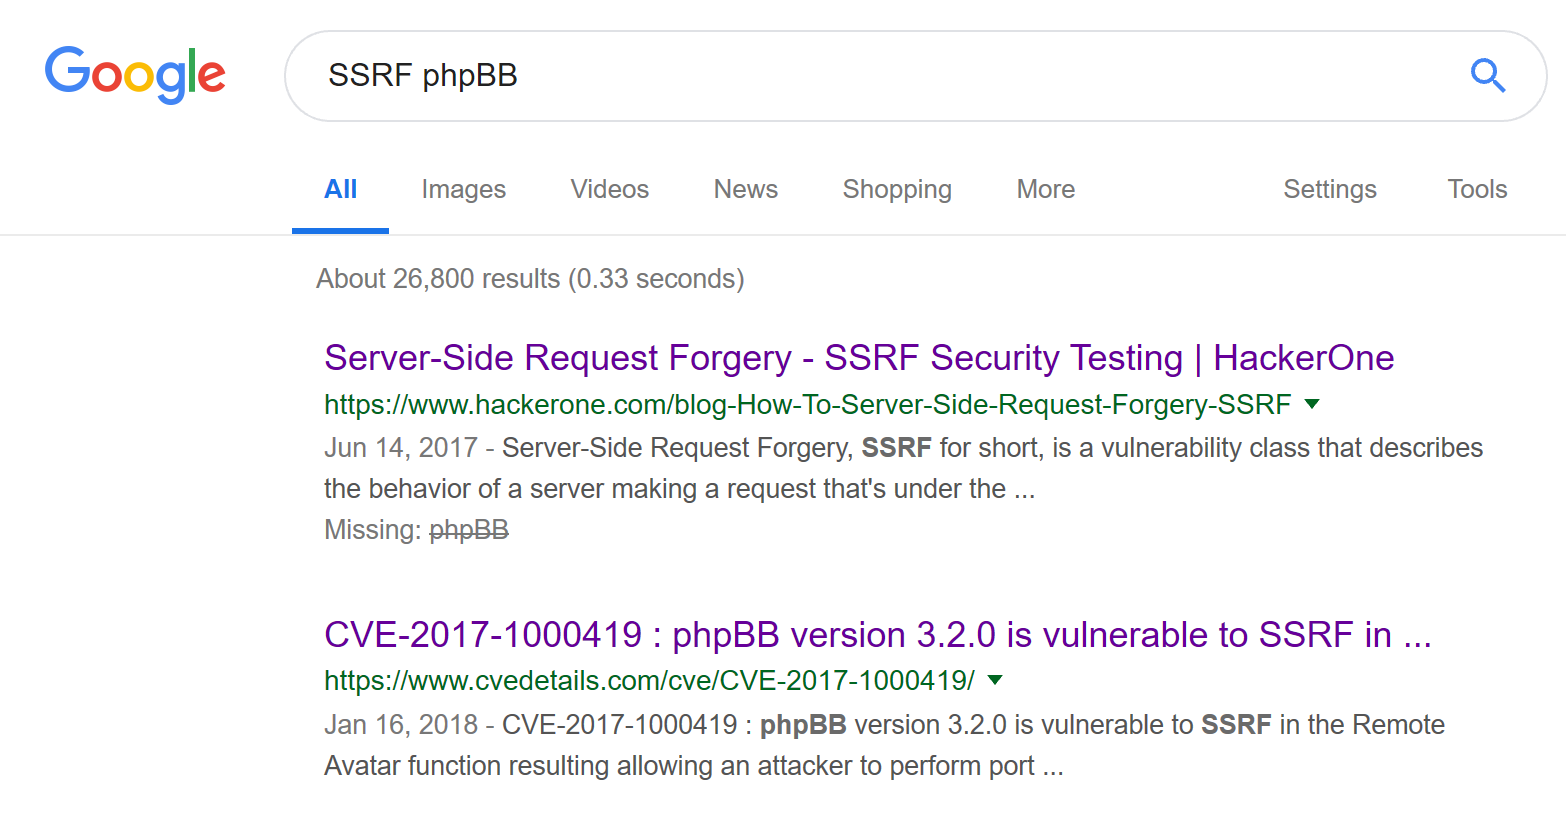 Google
SSRF phpBB
All Images Videos News Shopping More Settings Tools
About 26,800 results (0.33 seconds)
Server-Side Request Forgery - SSRF Security Testing | HackerOne
https://www.hackerone.com/blog-How-To-Server-Side-Request-Forgery-SSRF
Jun 14, 2017 - Server-Side Request Forgery, SSRF for short, is a vulnerability class that describes
the behavior of a server making a request that's under the ...
Missing: phpBB
CVE-2017-1000419 : phpBB version 3.2.0 is vulnerable to SSRF in ...
https://www.cvedetails.com/cve/CVE-2017-1000419/
Jan 16, 2018 - CVE-2017-1000419 : phpBB version 3.2.0 is vulnerable to SSRF in the Remote
Avatar function resulting allowing an attacker to perform port ...